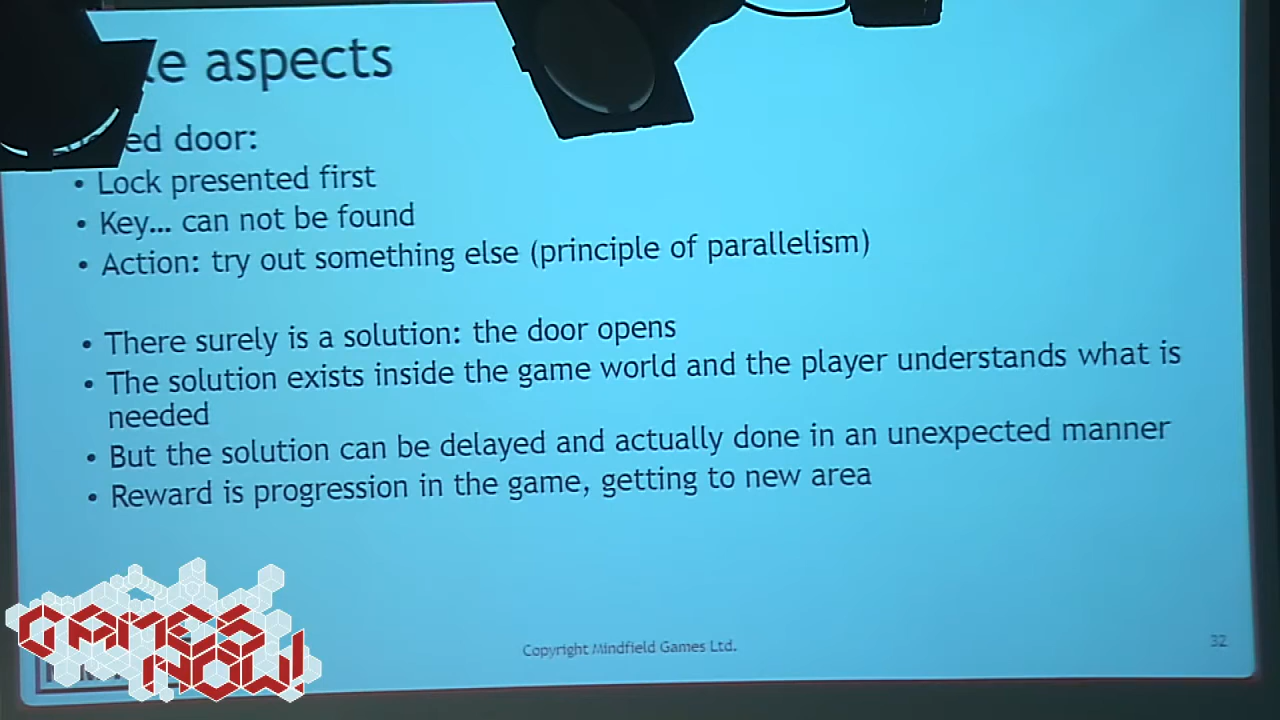 aspects
door:
• Lock presented first
• Key... can not be found
• Action: try out something else (principle of parallelism)
• There surely is a solution: the door opens
• The solution exists inside the game world and the player understands what is
needed
• But the solution can be delayed and actually done in an unexpected manner
• Reward is progression in the game, getting to new area
GAMES
NOW!
Copyright Mindfield Games Ltd.
32